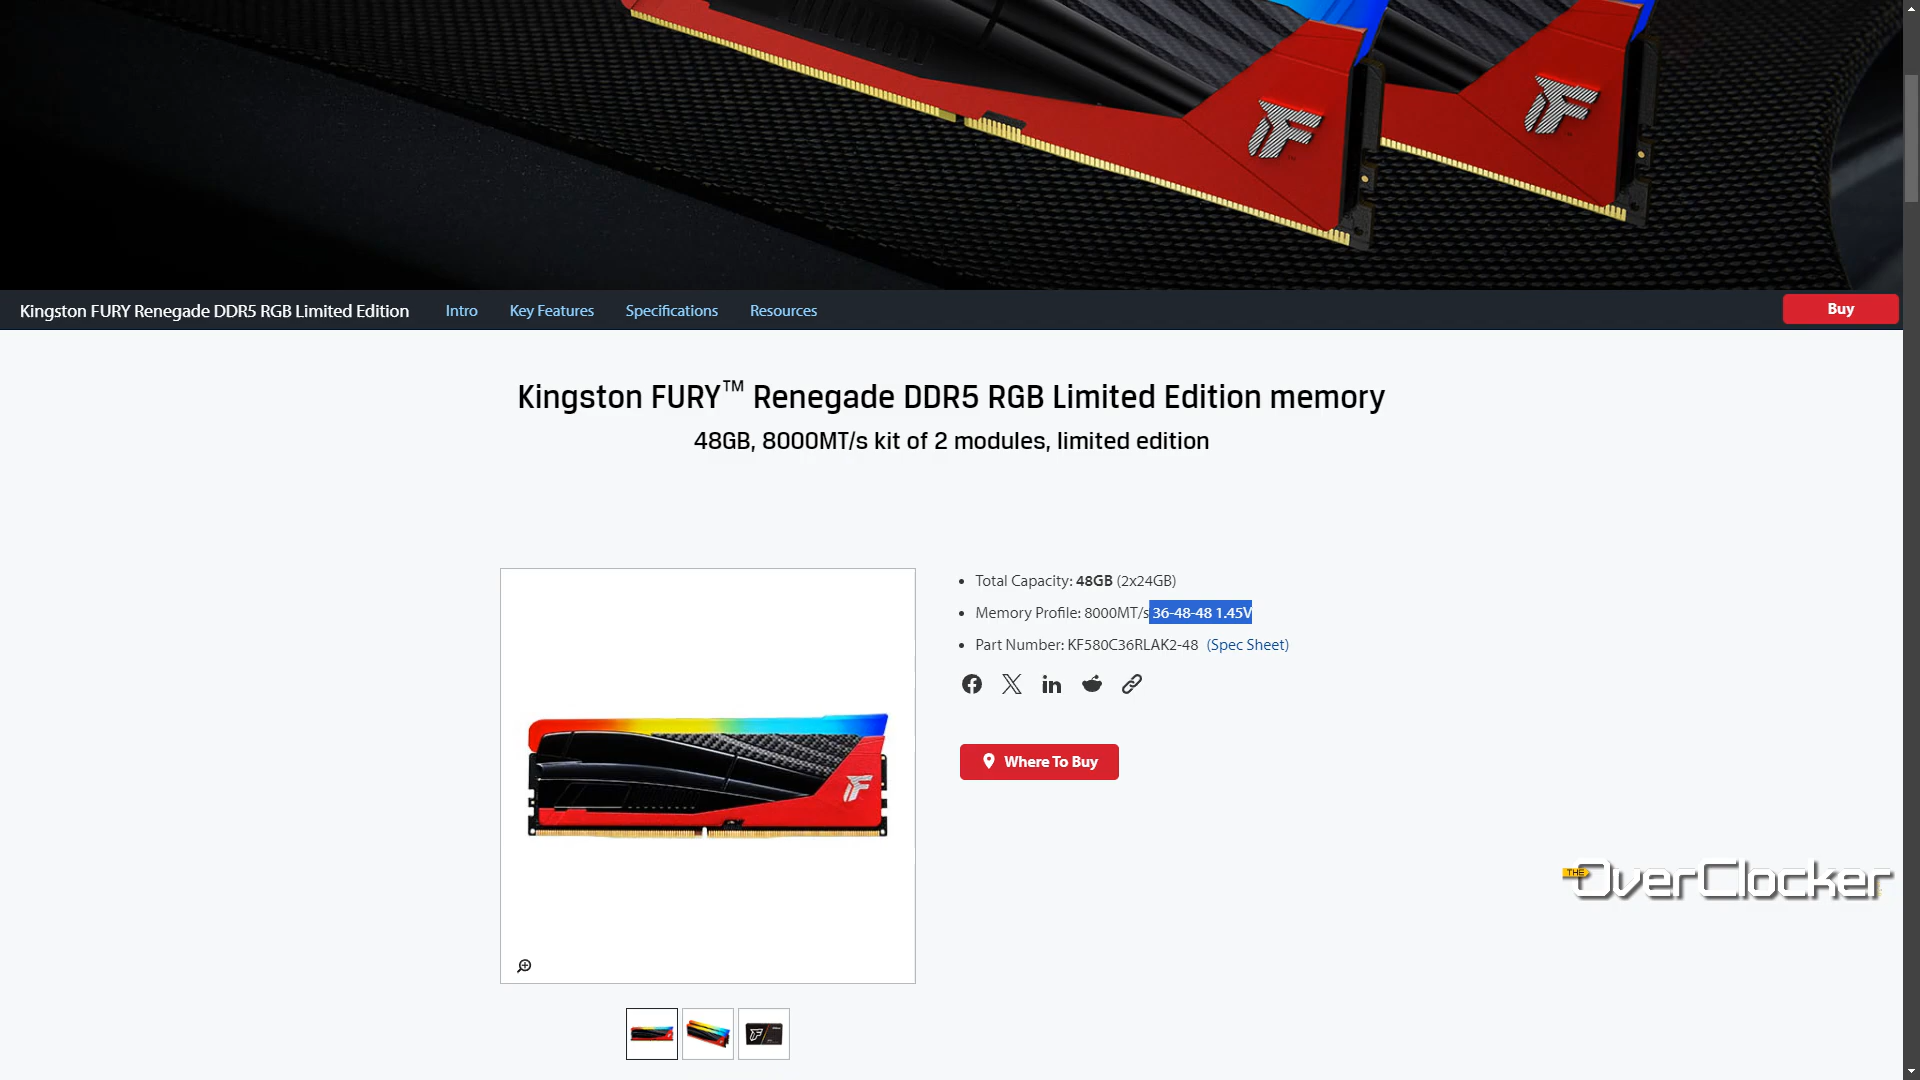 Kingston FURY Renegade DDR5 RGB Limited Edition Intro Key Features Specifications Resources Buy
Kingston FURY™ Renegade DDR5 RGB Limited Edition memory
48GB, 8000MT/s kit of 2 modules, limited edition
• Total Capacity: 48GB (2x24GB)
• Memory Profile: 8000MT/s 36-48-48 1.45V
• Part Number: KF580C36RLAK2-48 (Spec Sheet)
Where To Buy
THE OverClocker